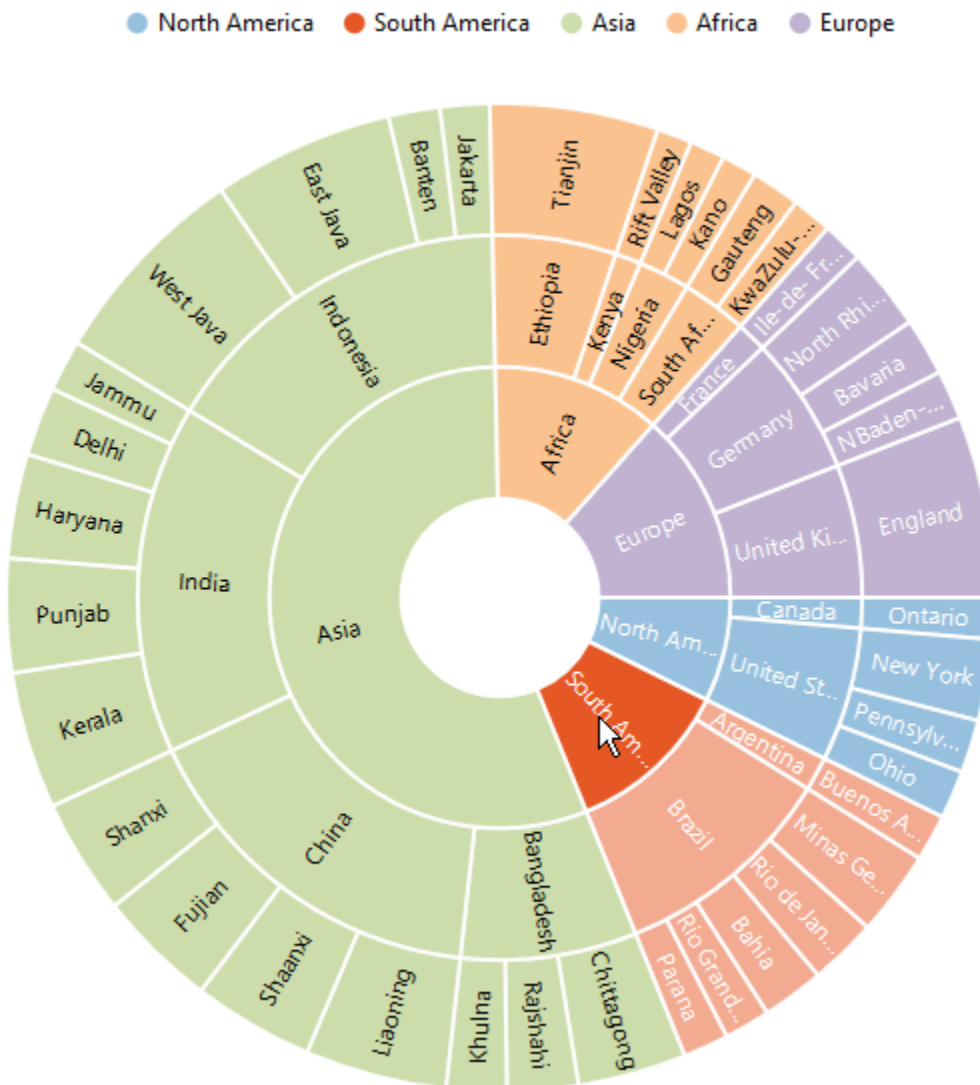 North America
South America
Asia
Africa
Europe
Jakarta
Banten
East Java
West Java
Jammu
Delhi
Haryana
Punjab
Kerala
Shanxi
Fujian
Shaanxi
Liaoning
Khulna
Rajshahi
Chittagong
Parana
Rio Grand...
Bahia
Rio de Jan...
Minas Ge...
Buenos A...
Ohio
Pennsylv...
New York
Ontario
England
NBaden-...
Bavaria
North Rhi...
Ile-de- Fr...
KwaZulu-...
Gauteng
Kano
Lagos
Rift Valley
Tianjin
Indonesia
India
China
Bangladesh
Brazil
Argentina
United St...
Canada
United Ki...
Germany
France
South Af...
Nigeria
Kenya
Ethiopia
Asia
South Am...
North Am...
Europe
Africa